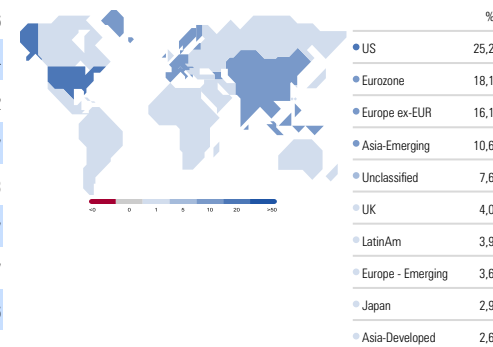 %
US 25,2
Eurozone 18,1
Europe ex-EUR 16,1
Asia-Emerging 10,6
Unclassified 7,6
UK 4,0
LatinAm 3,9
Europe - Emerging 3,6
Japan 2,9
Asia-Developed 2,6
<0 0 1 5 10 20 >50